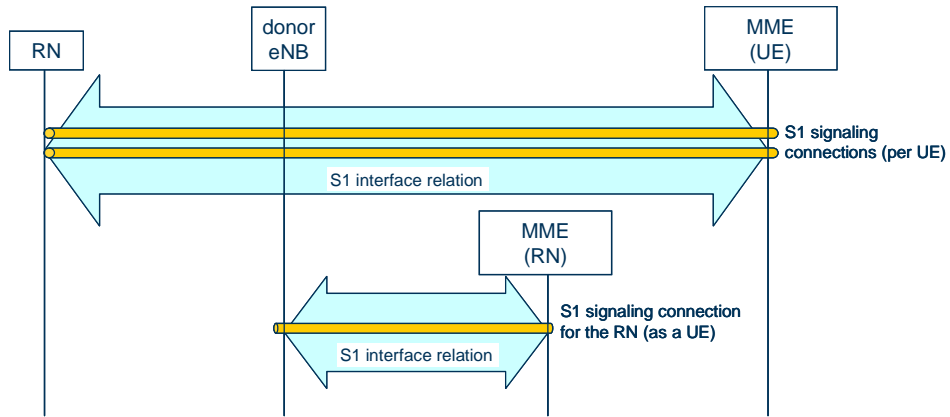 RN
donor
eNB
MME
(UE)
S1 signaling
connections (per UE)
S1 interface relation
MME
(RN)
S1 signaling connection
for the RN (as a UE)
S1 interface relation